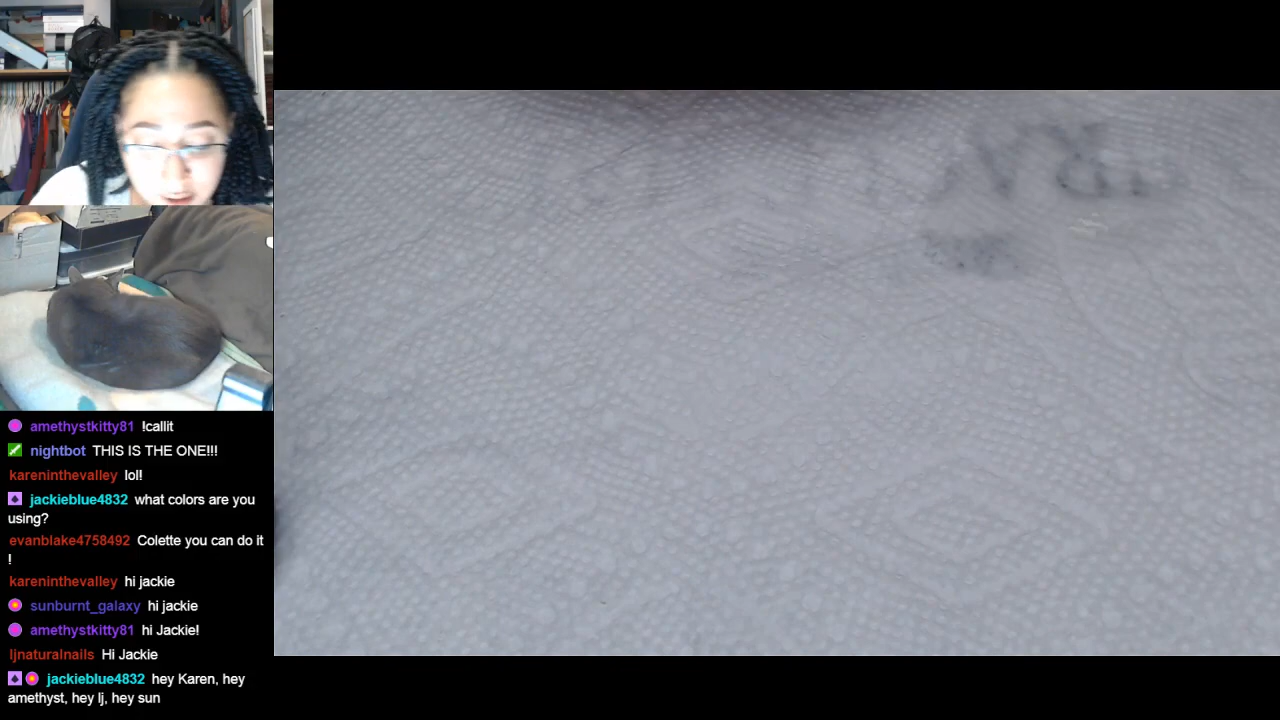 amethystkitty81 !callit
nightbot THIS IS THE ONE!!!
kareninthevalley lol!
jackieblue4832 what colors are you
using?
evanblake4758492 Colette you can do it
!
kareninthevalley hi jackie
sunburnt_galaxy hi jackie
amethystkitty81 hi Jackie!
ljnaturalnails Hi Jackie
jackieblue4832 hey Karen, hey
amethyst, hey lj, hey sun